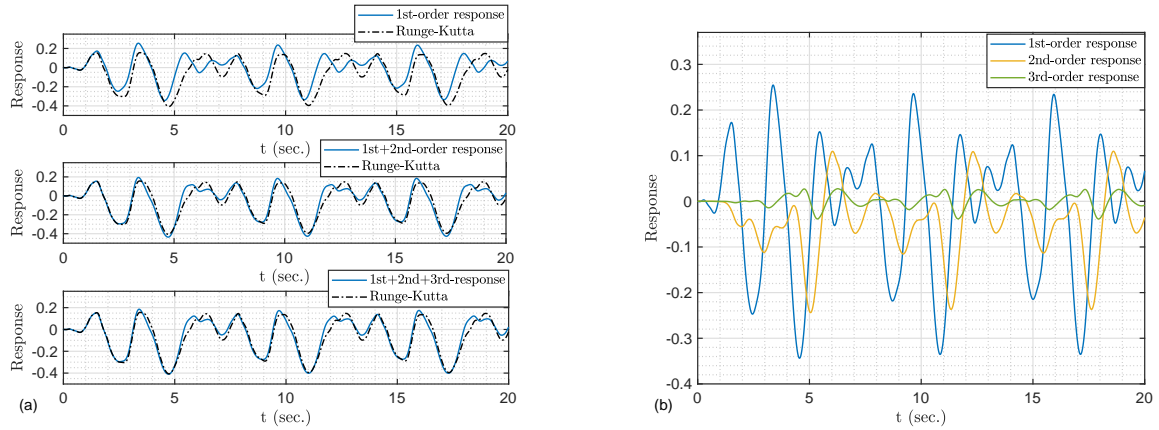 1st-order response
Runge-Kutta
0.2
0
-0.2
-0.4
Response
0 5 10 15 20
t (sec.)
1st+2nd-order response
Runge-Kutta
0.2
0
-0.2
-0.4
Response
0 5 10 15 20
t (sec.)
1st+2nd+3rd-response
Runge-Kutta
0.2
0
-0.2
-0.4
Response
0 5 10 15 20
t (sec.)
(a)
1st-order response
2nd-order response
3rd-order response
0.3
0.2
0.1
0
-0.1
-0.2
-0.3
-0.4
Response
0 5 10 15 20
t (sec.)
(b)